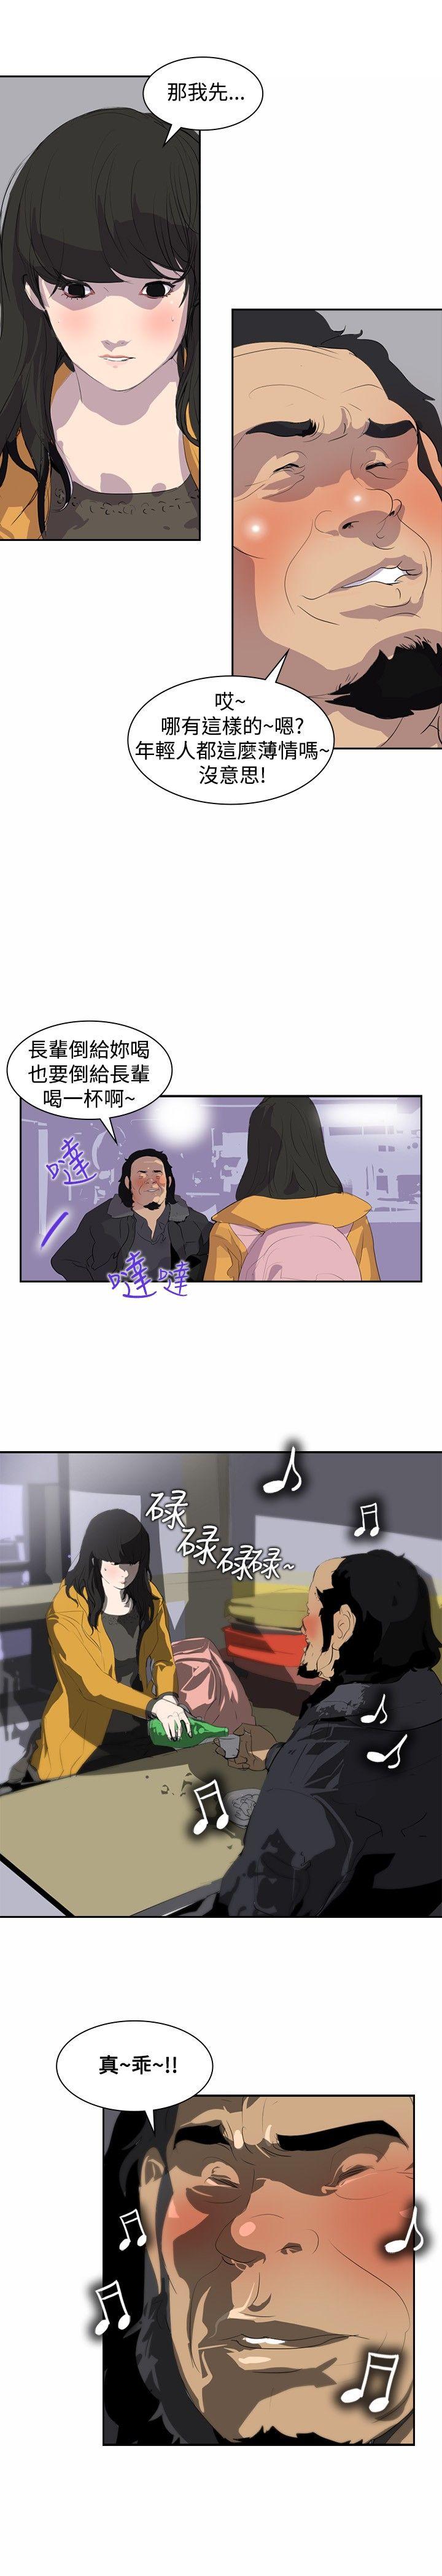 那我先...
哎~
哪有這樣的~嗯?
年輕人都這麼薄情嗎~
沒意思!
長輩倒給妳喝
也要倒給長輩
喝一杯啊~
噠
噠噠
碌
碌
碌碌~
真~乖~!!